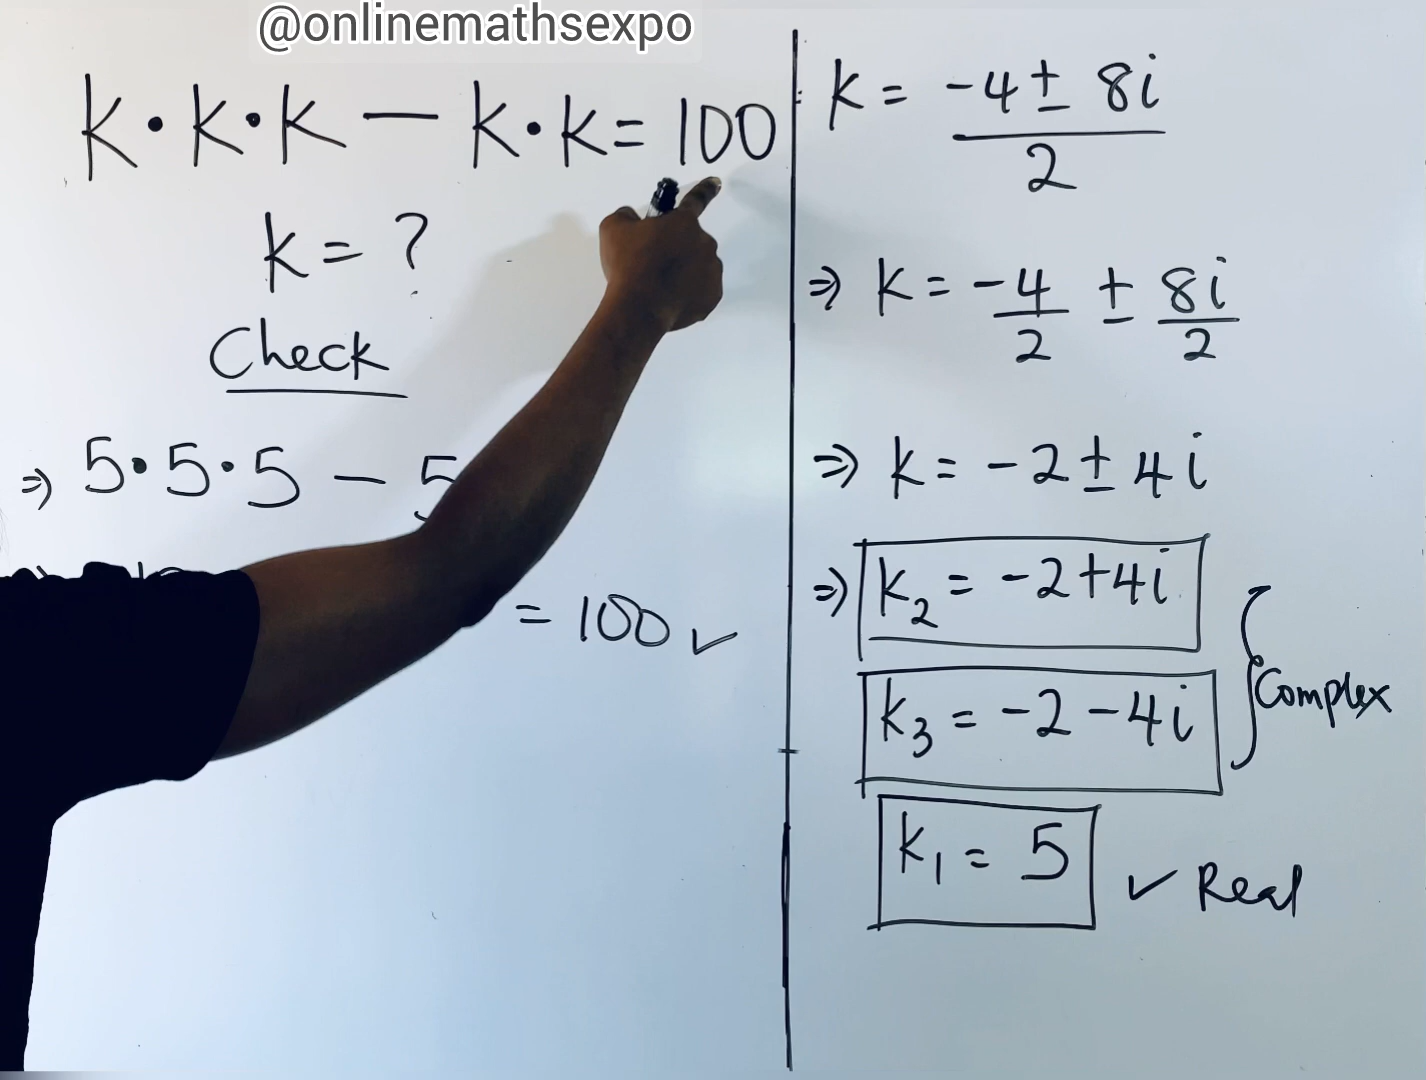 @onlinemathsexpo
k·k·k — k·k = 100
k = ?
Check
⇒ 5·5·5 — 5
= 100 ✓
k = -4 ± 8i
2
⇒ k = -4 ± 8i
2 2
⇒ k = -2 ± 4i
⇒ k₂ = -2+4i
k₃ = -2-4i
Complex
k₁ = 5 ✓ Real